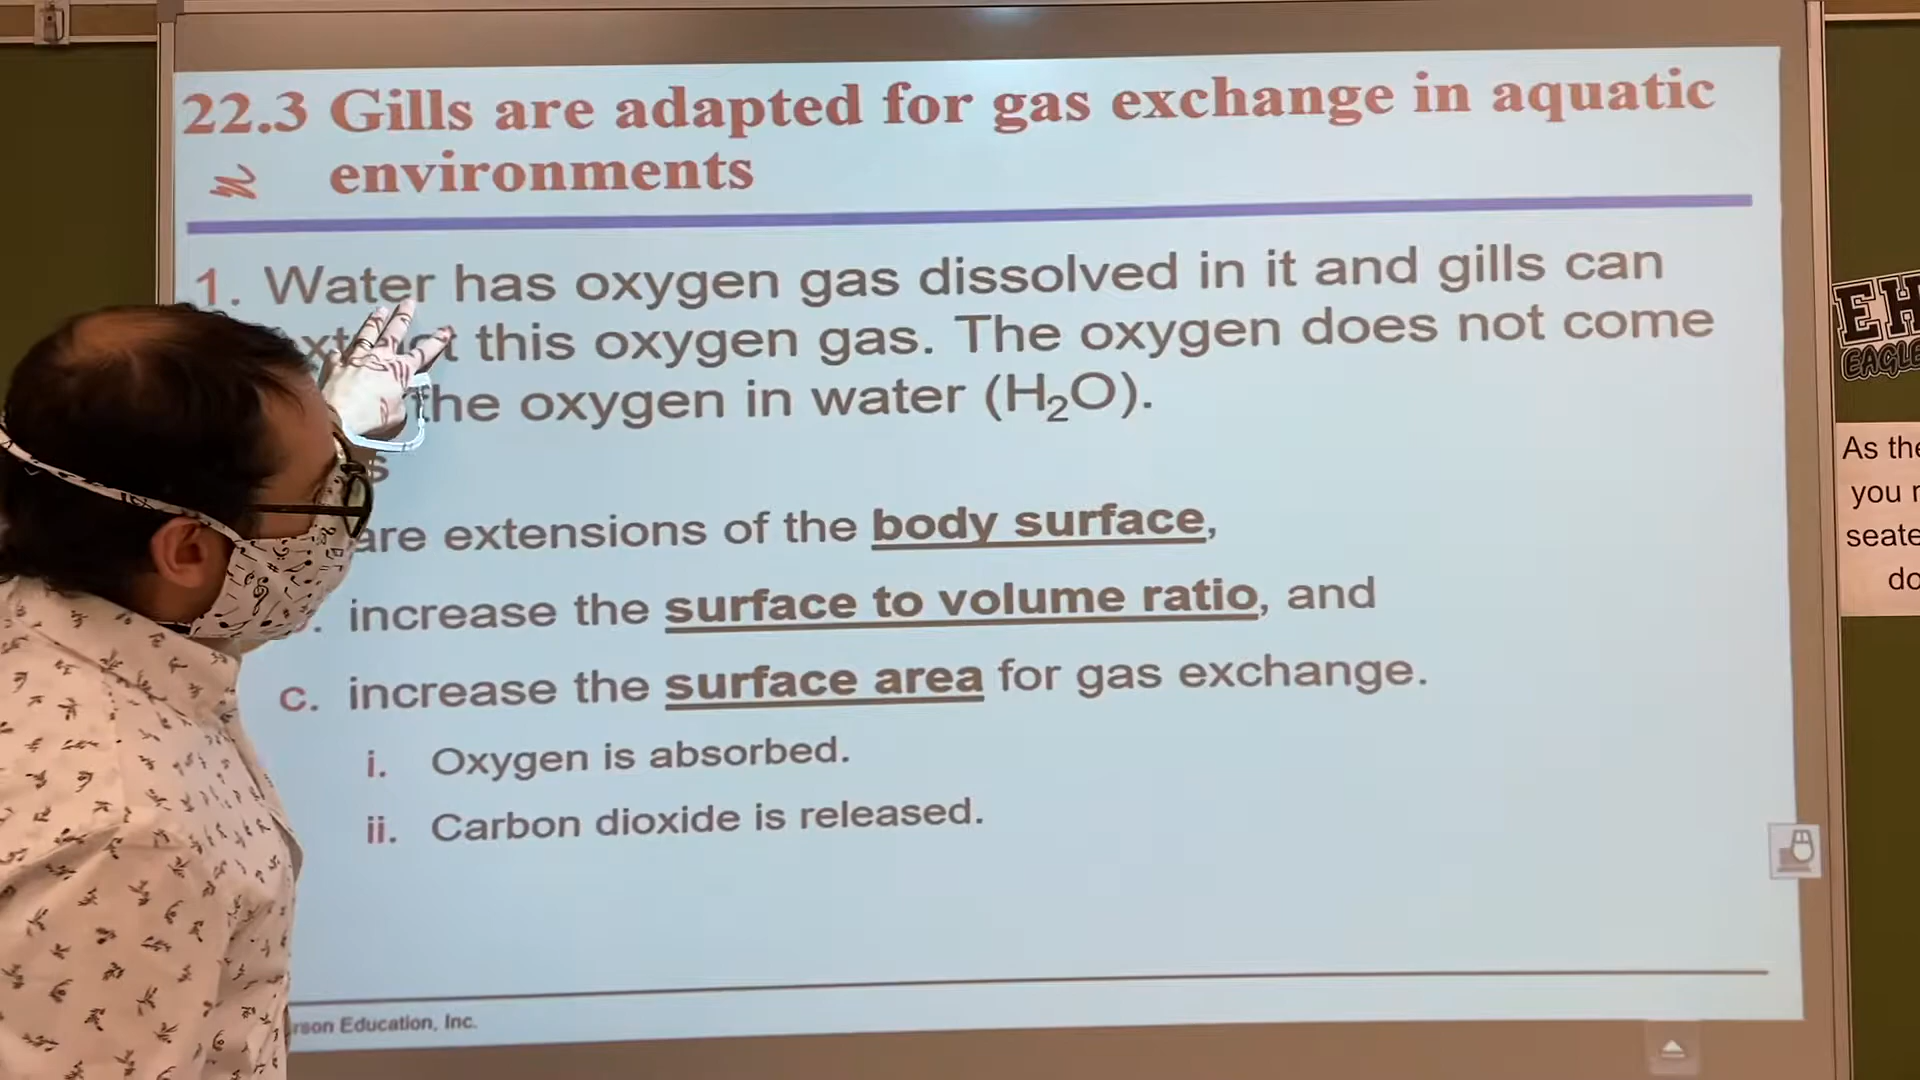 22.3 Gills are adapted for gas exchange in aquatic
environments
1. Water has oxygen gas dissolved in it and gills can
this oxygen gas. The oxygen does not come
the oxygen in water (H₂O).
are extensions of the body surface,
increase the surface to volume ratio, and
c. increase the surface area for gas exchange.
i. Oxygen is absorbed.
ii. Carbon dioxide is released.
rson Education, Inc.
EH
EAGLE
As the
you
seate
do